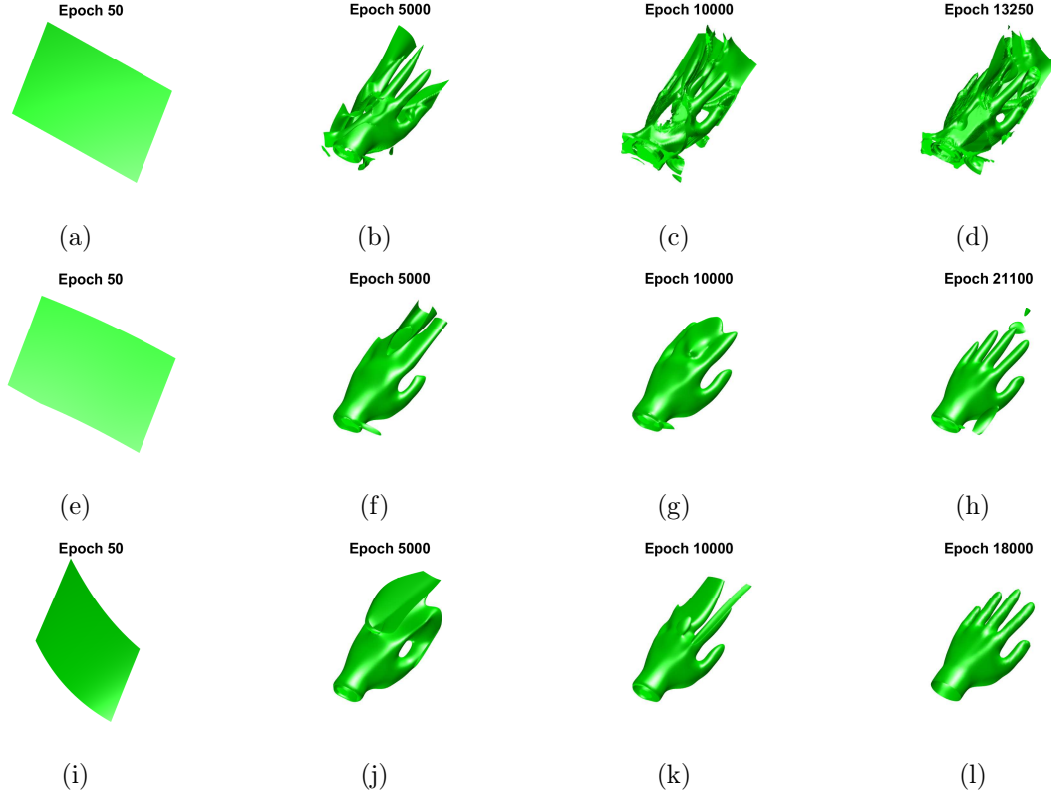 Epoch 50
Epoch 5000
Epoch 10000
Epoch 13250
(a)
(b)
(c)
(d)
Epoch 50
Epoch 5000
Epoch 10000
Epoch 21100
(e)
(f)
(g)
(h)
Epoch 50
Epoch 5000
Epoch 10000
Epoch 18000
(i)
(j)
(k)
(l)